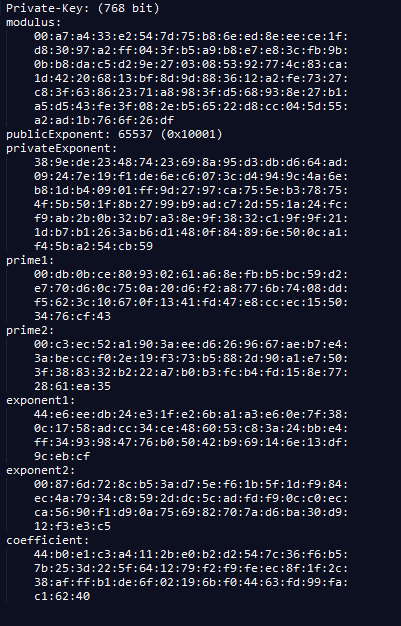 Private-Key: (768 bit)
modulus:
00:a7:a4:33:e2:54:7d:75:b8:6e:ed:8e:ee:ce:1f:
d8:30:97:a2:ff:04:3f:b5:a9:b8:e7:e8:3c:fb:9b:
0b:b8:da:c5:d2:9e:27:03:08:53:92:77:4c:83:ca:
1d:42:20:68:13:bf:8d:9d:88:36:12:a2:fe:73:27:
c8:3f:63:86:23:71:a8:98:3f:d5:68:93:8e:27:b1:
a5:d5:43:fe:3f:08:2e:b5:65:22:d8:cc:04:5d:55:
a2:ad:1b:76:6f:26:df
publicExponent: 65537 (0x10001)
privateExponent:
38:9e:de:23:48:74:23:69:8a:95:d3:db:d6:64:ad:
09:24:7e:19:f1:de:6e:c6:07:3c:d4:94:9c:4a:6e:
b8:1d:b4:09:01:ff:9d:27:97:ca:75:5e:b3:78:75:
4f:5b:50:1f:8b:27:99:b9:ad:c7:2d:55:1a:24:fc:
f9:ab:2b:0b:32:b7:a3:8e:9f:38:32:c1:9f:9f:21:
1d:b7:b1:26:3a:b6:d1:48:0f:84:89:6e:50:0c:a1:
f4:5b:a2:54:cb:59
prime1:
00:db:0b:ce:80:93:02:61:a6:8e:fb:b5:bc:59:d2:
e7:70:d6:0c:75:0a:20:d6:f2:a8:77:6b:74:08:dd:
f5:62:3c:10:67:0f:13:41:fd:47:e8:cc:ec:15:50:
34:76:cf:43
prime2:
00:c3:ec:52:a1:90:3a:ee:d6:26:96:67:ae:b7:e4:
3a:be:cc:f0:2e:19:f3:73:b5:88:2d:90:a1:e7:50:
3f:38:83:32:b2:22:a7:b0:b3:fc:b4:fd:15:8e:77:
28:61:ea:35
exponent1:
44:e6:ee:db:24:e3:1f:e2:6b:a1:a3:e6:0e:7f:38:
0c:17:58:ad:cc:34:ce:48:60:53:c8:3a:24:bb:e4:
ff:34:93:98:47:76:b0:50:42:b9:69:14:6e:13:df:
9c:eb:cf
exponent2:
00:87:6d:72:8c:b5:3a:d7:5e:f6:1b:5f:1d:f9:84:
ec:4a:79:34:c8:59:2d:dc:5c:ad:fd:f9:0c:c0:ec:
ca:56:90:f1:d9:0a:75:69:82:70:7a:d6:ba:30:d9:
12:f3:e3:c5
coefficient:
44:b0:e1:c3:a4:11:2b:e0:b2:d2:54:7c:36:f6:b5:
7b:25:3d:22:5f:64:12:79:f2:f9:fe:ec:8f:1f:2c:
38:af:ff:b1:de:6f:02:19:6b:f0:44:63:fd:99:fa:
c1:62:40